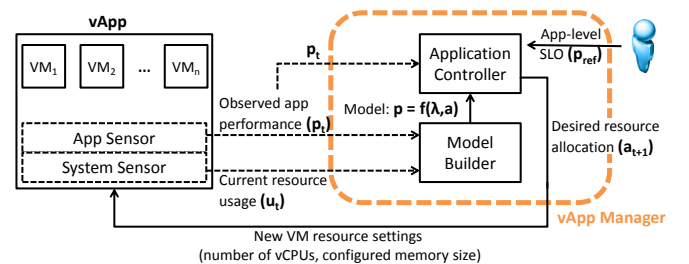 vApp
VM1
VM2
...
VMn
App Sensor
System Sensor
pt
Observed app
performance (pt)
Current resource
usage (ut)
Application
Controller
Model: p = f(λ,a)
Model
Builder
App-level
SLO (pref)
Desired resource
allocation (at+1)
vApp Manager
New VM resource settings
(number of vCPUs, configured memory size)